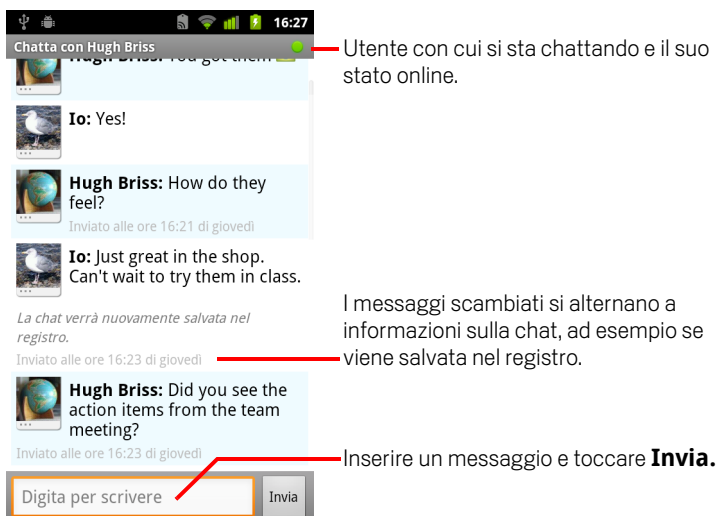 16:27
Chatta con Hugh Briss
Utente con cui si sta chattando e il suo
stato online.
Hugh Briss: You got them
Io: Yes!
Hugh Briss: How do they
feel?
Inviato alle ore 16:21 di giovedì
Io: Just great in the shop.
Can't wait to try them in class.
La chat verrà nuovamente salvata nel
registro.
Inviato alle ore 16:23 di giovedì
I messaggi scambiati si alternano a
informazioni sulla chat, ad esempio se
viene salvata nel registro.
Hugh Briss: Did you see the
action items from the team
meeting?
Inviato alle ore 16:23 di giovedì
Inserire un messaggio e toccare Invia.
Digita per scrivere
Invia